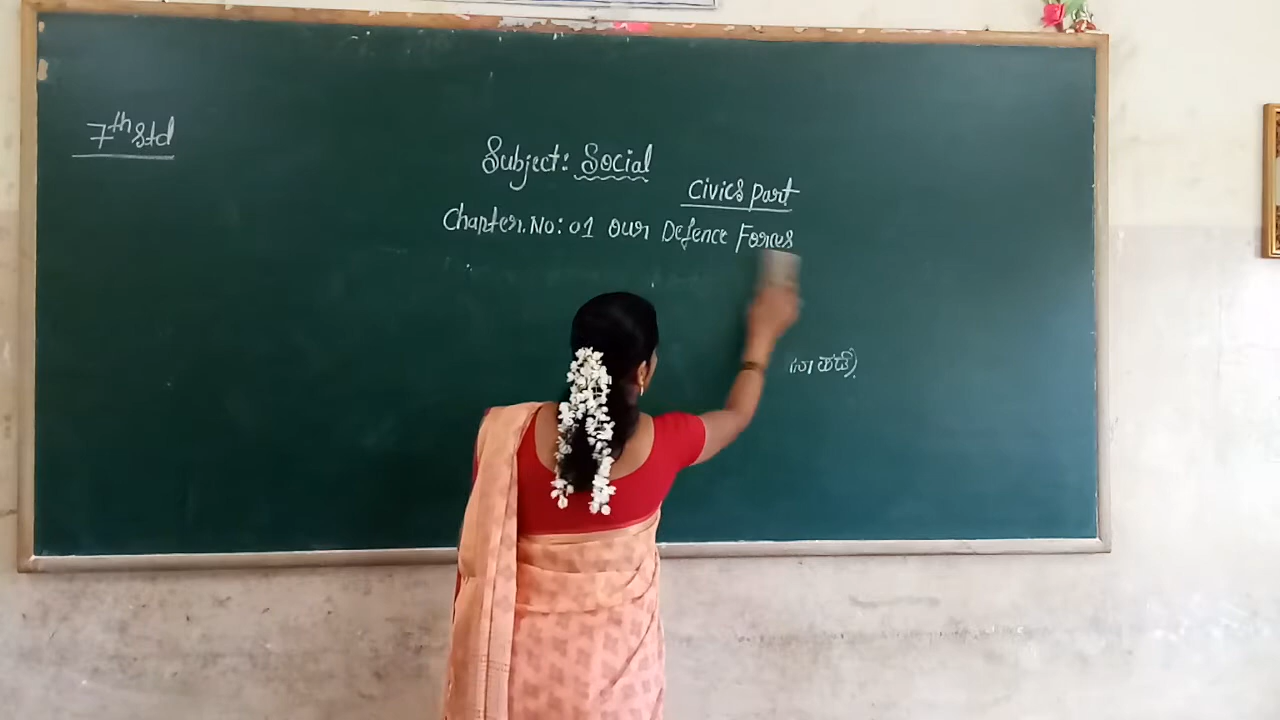 7th Std
Subject: Social
Civics Part
Chapter.No: 01 Our Defence Forces